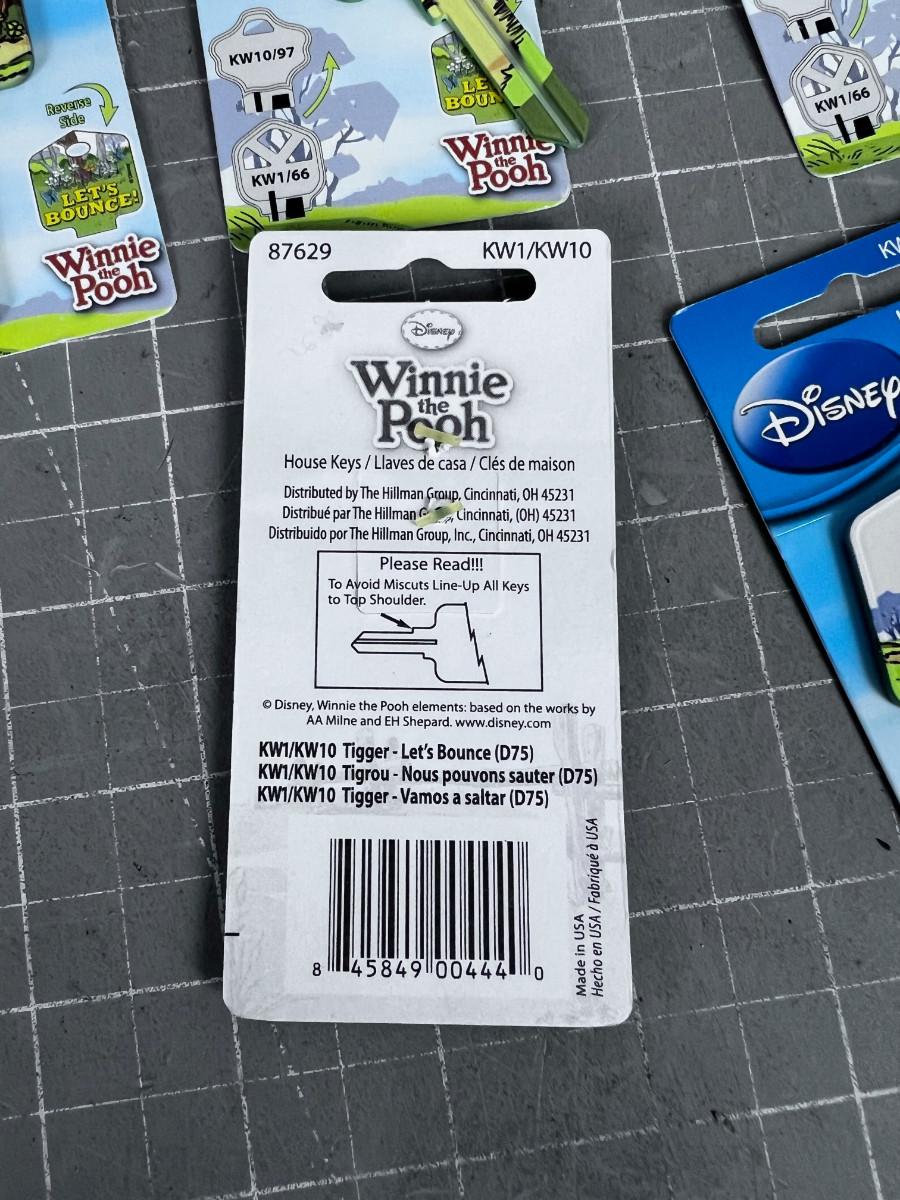 Reverse
Side
LET'S
BOUNCE!
Winnie
the
Pooh
KW10/97
KW1/66
LE
BOUN
Winnie
the
Pooh
KW1/66
87629
KW1/KW10
Disney
Winnie
the
Pooh
House Keys / Llaves de casa / Clés de maison
Distributed by The Hillman Group, Cincinnati, OH 45231
Distribué par The Hillman Group, Cincinnati, (OH) 45231
Distribuido por The Hillman Group, Inc., Cincinnati, OH 45231
Please Read!!!
To Avoid Miscuts Line-Up All Keys
to Top Shoulder.
© Disney, Winnie the Pooh elements: based on the works by
AA Milne and EH Shepard. www.disney.com
KW1/KW10 Tigger - Let's Bounce (D75)
KW1/KW10 Tigrou - Nous pouvons sauter (D75)
KW1/KW10 Tigger - Vamos a saltar (D75)
8 45849 00444 0
Made in USA
Hecho en USA / Fabriqué à USA
KW
Disney